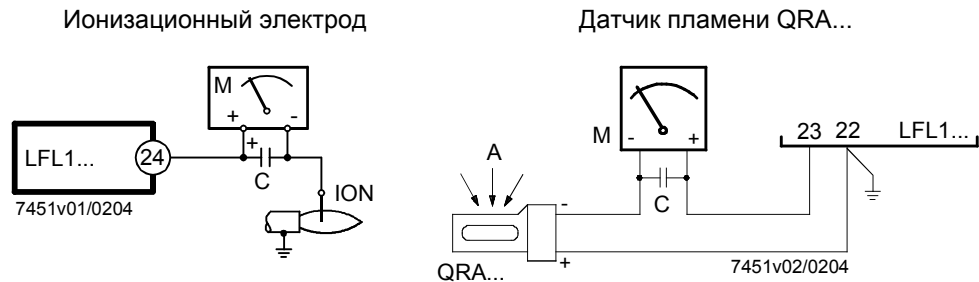 Ионизационный электрод
M
+ -
+
LFL1...
24
C
ION
7451v01/0204
Датчик пламени QRA...
M
- +
23 22 LFL1...
A
C
-
+
QRA...
7451v02/0204